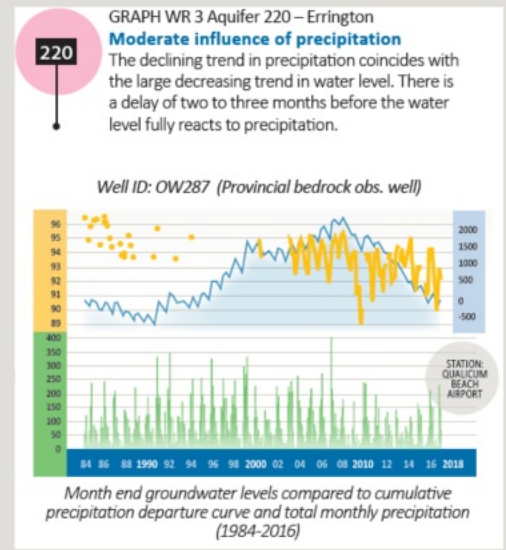 220
GRAPH WR 3 Aquifer 220 – Errington
Moderate influence of precipitation
The declining trend in precipitation coincides with
the large decreasing trend in water level. There is
a delay of two to three months before the water
level fully reacts to precipitation.
Well ID: OW287 (Provincial bedrock obs. well)
96
95
94
93
92
91
90
89
2000
1500
1000
500
0
-500
400
350
300
250
200
150
100
50
0
STATION:
QUALICUM
BEACH
AIRPORT
84 86 88 1990 92 94 96 98 2000 02 04 06 08 2010 12 14 16 2018
Month end groundwater levels compared to cumulative
precipitation departure curve and total monthly precipitation
(1984-2016)